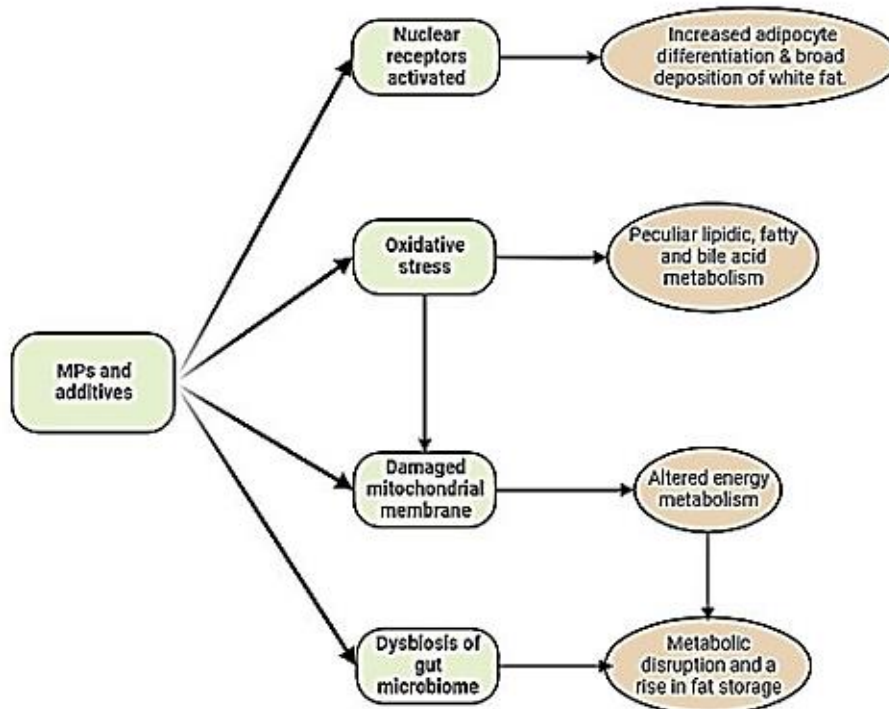 Nuclear
receptors
activated
Increased adipocyte
differentiation & broad
deposition of white fat.
Oxidative
stress
Peculiar lipidic, fatty
and bile acid
metabolism
MPs and
additives
Damaged
mitochondrial
membrane
Altered energy
metabolism
Dysbiosis of
gut
microbiome
Metabolic
disruption and a
rise in fat storage